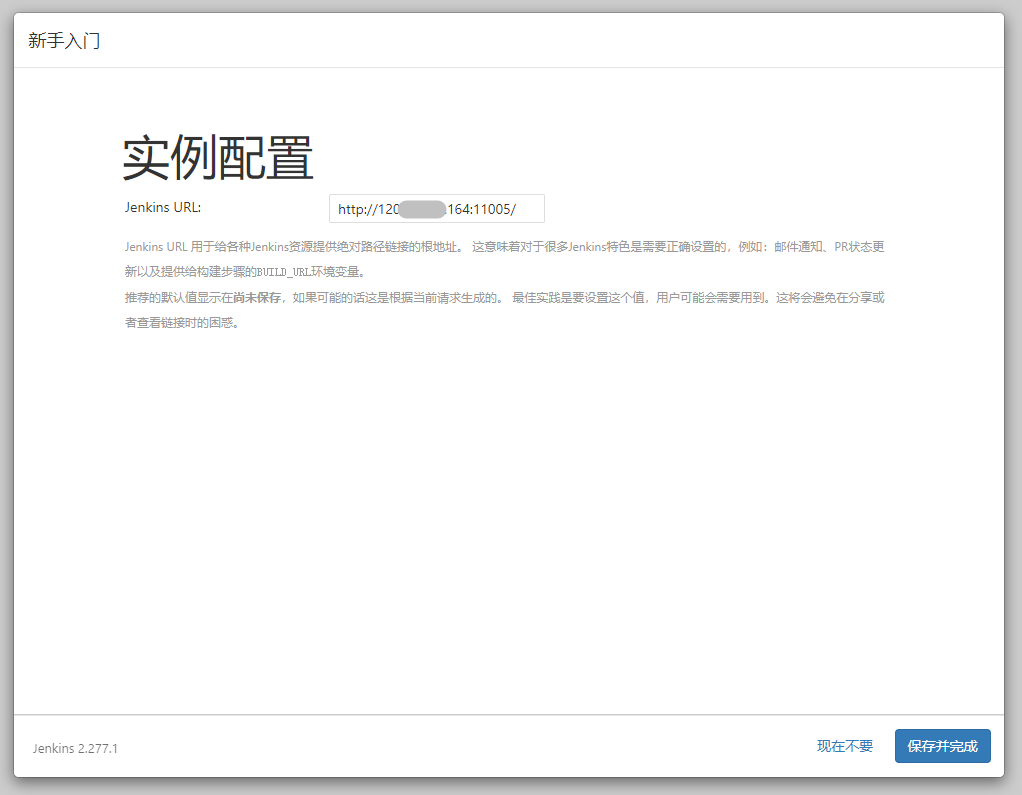 新手入门
实例配置
Jenkins URL:
http://120 .164:11005/
Jenkins URL 用于给各种Jenkins资源提供绝对路径链接的根地址。 这意味着对于很多Jenkins特色是需要正确设置的，例如：邮件通知、PR状态更
新以及提供给构建步骤的BUILD_URL环境变量。
推荐的默认值显示在尚未保存，如果可能的话这是根据当前请求生成的。 最佳实践是要设置这个值，用户可能会需要用到。这将会避免在分享或
者查看链接时的困惑。
Jenkins 2.277.1
现在不要
保存并完成